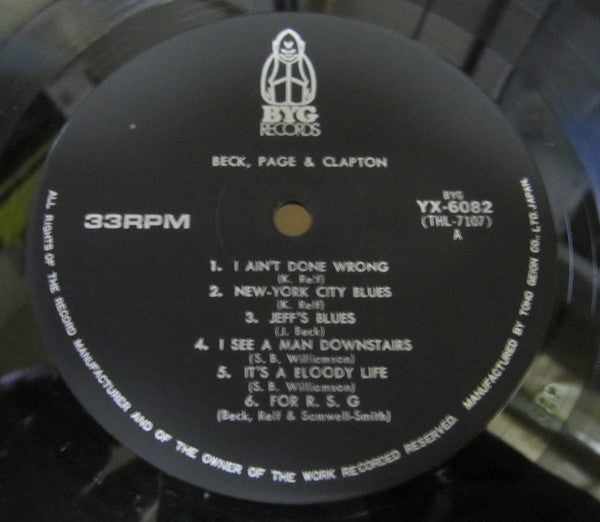 BYG
RECORDS
BECK, PAGE & CLAPTON
33RPM
BYG
YX-6082
(THL-7107)
A
1. I AIN'T DONE WRONG
(K. Relf)
2. NEW-YORK CITY BLUES
(K. Relf)
3. JEFF'S BLUES
(J. Beck)
4. I SEE A MAN DOWNSTAIRS
(S. B. Williamson)
5. IT'S A BLOODY LIFE
(S. B. Williamson)
6. FOR R. S. G
(Beck, Relf & Samwell-Smith)
ALL RIGHTS OF THE RECORD MANUFACTURER AND OF THE OWNER OF THE WORK RECORDED RESERVED. MANUFACTURED BY TOHO GEION CO., LTD. JAPAN.